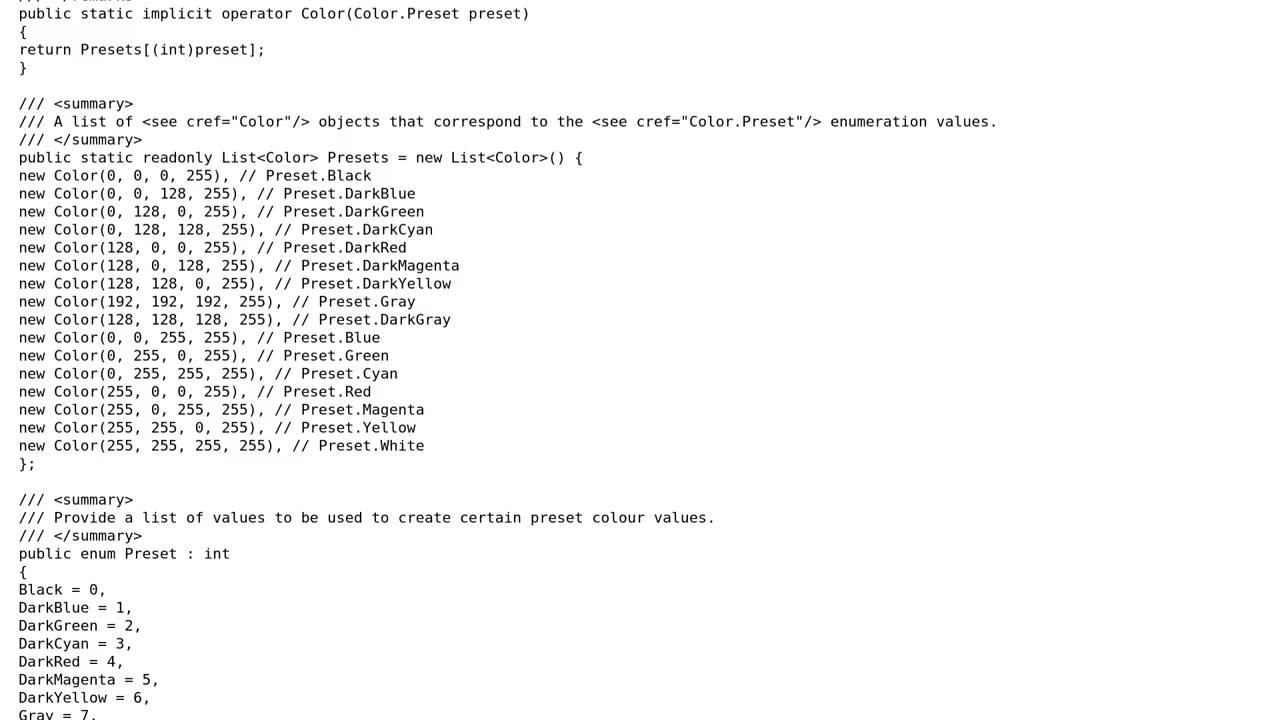 public static implicit operator Color(Color.Preset preset)
{
return Presets[(int)preset];
}

/// <summary>
/// A list of <see cref="Color"/> objects that correspond to the <see cref="Color.Preset"/> enumeration values.
/// </summary>
public static readonly List<Color> Presets = new List<Color>() {
new Color(0, 0, 0, 255), // Preset.Black
new Color(0, 0, 128, 255), // Preset.DarkBlue
new Color(0, 128, 0, 255), // Preset.DarkGreen
new Color(0, 128, 128, 255), // Preset.DarkCyan
new Color(128, 0, 0, 255), // Preset.DarkRed
new Color(128, 0, 128, 255), // Preset.DarkMagenta
new Color(128, 128, 0, 255), // Preset.DarkYellow
new Color(192, 192, 192, 255), // Preset.Gray
new Color(128, 128, 128, 255), // Preset.DarkGray
new Color(0, 0, 255, 255), // Preset.Blue
new Color(0, 255, 0, 255), // Preset.Green
new Color(0, 255, 255, 255), // Preset.Cyan
new Color(255, 0, 0, 255), // Preset.Red
new Color(255, 0, 255, 255), // Preset.Magenta
new Color(255, 255, 0, 255), // Preset.Yellow
new Color(255, 255, 255, 255), // Preset.White
};

/// <summary>
/// Provide a list of values to be used to create certain preset colour values.
/// </summary>
public enum Preset : int
{
Black = 0,
DarkBlue = 1,
DarkGreen = 2,
DarkCyan = 3,
DarkRed = 4,
DarkMagenta = 5,
DarkYellow = 6,
Gray = 7,